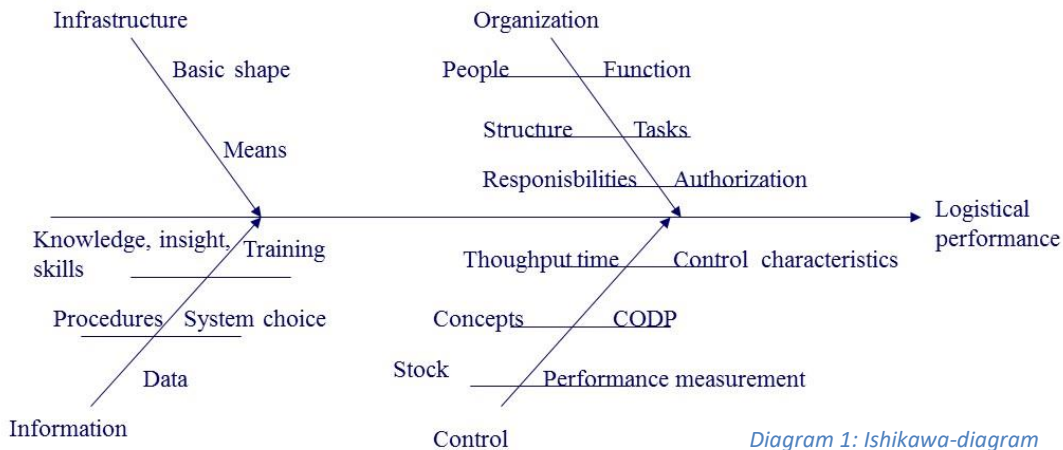 Infrastructure
Organization
Basic shape
People Function
Structure Tasks
Means
Responisbilities Authorization
Logistical
performance
Knowledge, insight,
skills
Training
Thoughput time Control characteristics
Procedures System choice
Concepts CODP
Stock
Data
Performance measurement
Information
Control
Diagram 1: Ishikawa-diagram